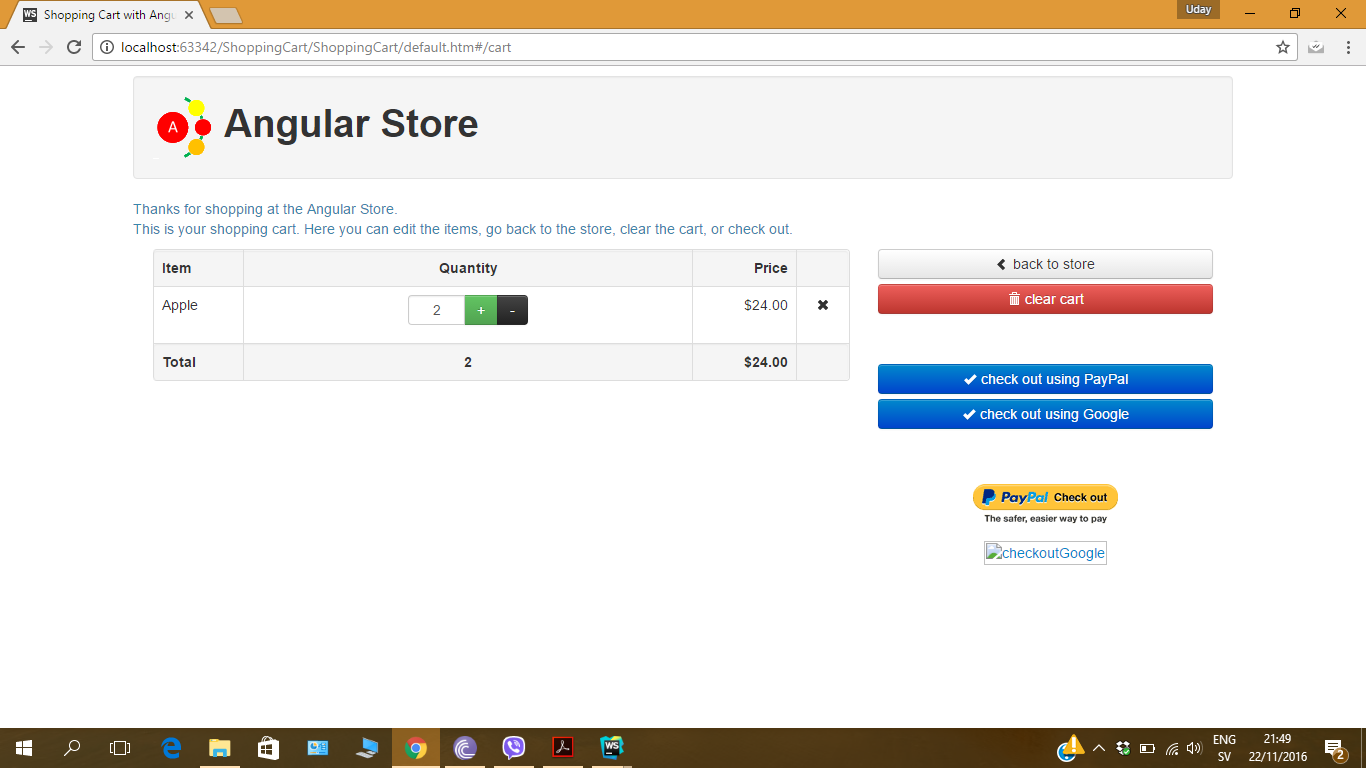 WS Shopping Cart with Angu
Uday
localhost:63342/ShoppingCart/ShoppingCart/default.htm#/cart
A Angular Store
Thanks for shopping at the Angular Store.
This is your shopping cart. Here you can edit the items, go back to the store, clear the cart, or check out.
Item Quantity Price
Apple 2 + - $24.00
Total 2 $24.00
back to store
clear cart
check out using PayPal
check out using Google
PayPal Check out
The safer, easier way to pay
checkoutGoogle
WS
ENG 21:49
SV 22/11/2016
2